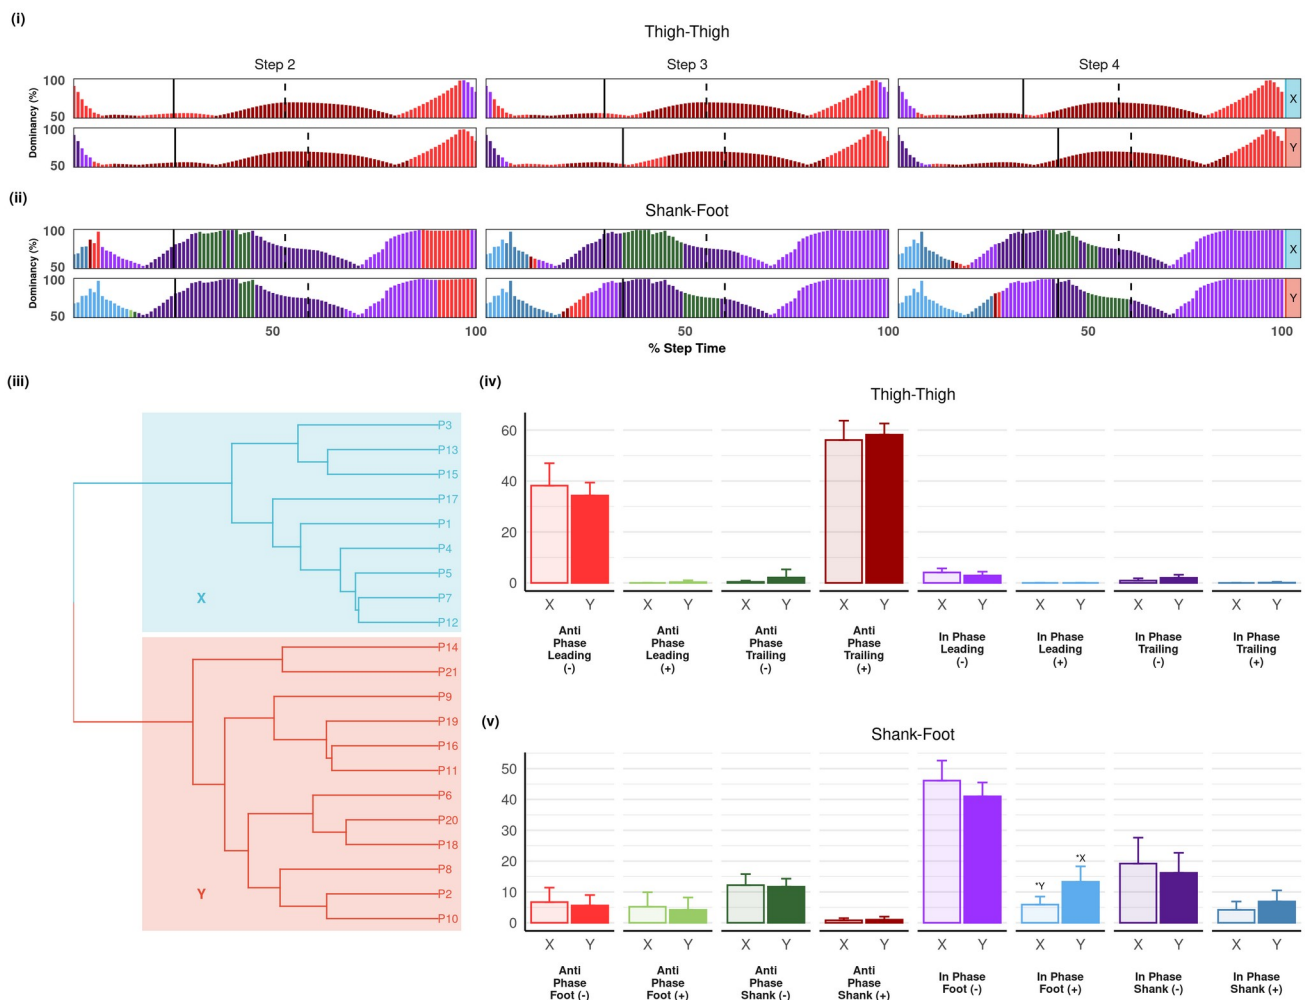 (i)
Thigh-Thigh
Step 2 Step 3 Step 4
Dominancy (%)
100
50
X
Dominancy (%)
100
50
Y
(ii)
Shank-Foot
Dominancy (%)
100
50
X
Dominancy (%)
100
50
Y
50 100 50 100 50 100
% Step Time
(iii)
P3
P13
P15
P17
P1
P4
P5
P7
P12
X
P14
P21
P9
P19
P16
P11
P6
P20
P18
P8
P2
P10
Y
(iv)
Thigh-Thigh
60
40
20
0
X Y X Y X Y X Y X Y X Y X Y X Y
Anti
Phase
Leading
(-)
Anti
Phase
Leading
(+)
Anti
Phase
Trailing
(-)
Anti
Phase
Trailing
(+)
In Phase
Leading
(-)
In Phase
Leading
(+)
In Phase
Trailing
(-)
In Phase
Trailing
(+)
(v)
Shank-Foot
50
40
30
20
10
0
*Y
*X
X Y X Y X Y X Y X Y X Y X Y X Y
Anti
Phase
Foot (-)
Anti
Phase
Foot (+)
Anti
Phase
Shank (-)
Anti
Phase
Shank (+)
In Phase
Foot (-)
In Phase
Foot (+)
In Phase
Shank (-)
In Phase
Shank (+)